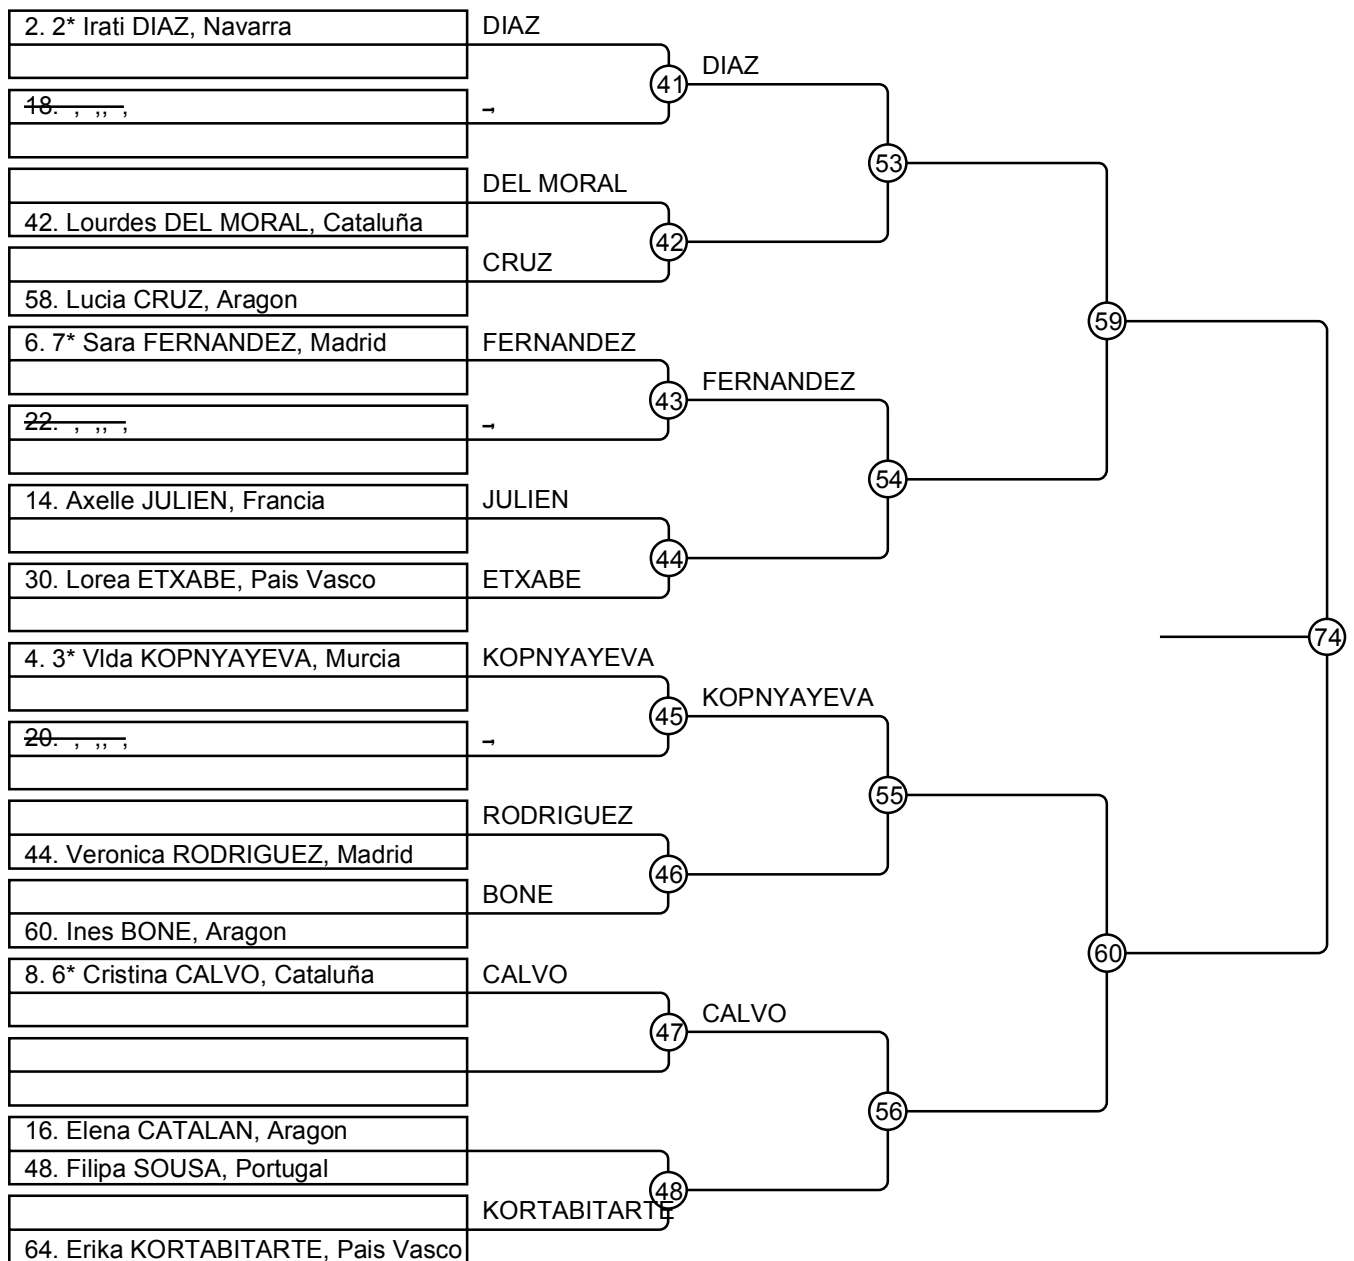 2. 2* Irati DIAZ, Navarra
DIAZ
41
DIAZ
18. , ,, ,
,
53
DEL MORAL
42. Lourdes DEL MORAL, Cataluña
42
CRUZ
58. Lucia CRUZ, Aragon
59
6. 7* Sara FERNANDEZ, Madrid
FERNANDEZ
43
FERNANDEZ
22. , ,, ,
,
54
14. Axelle JULIEN, Francia
JULIEN
44
30. Lorea ETXABE, Pais Vasco
ETXABE
74
4. 3* VIda KOPNYAYEVA, Murcia
KOPNYAYEVA
45
KOPNYAYEVA
20. , ,, ,
,
55
RODRIGUEZ
44. Veronica RODRIGUEZ, Madrid
46
BONE
60. Ines BONE, Aragon
60
8. 6* Cristina CALVO, Cataluña
CALVO
47
CALVO
56
16. Elena CATALAN, Aragon
48. Filipa SOUSA, Portugal
48
KORTABITARTE
64. Erika KORTABITARTE, Pais Vasco